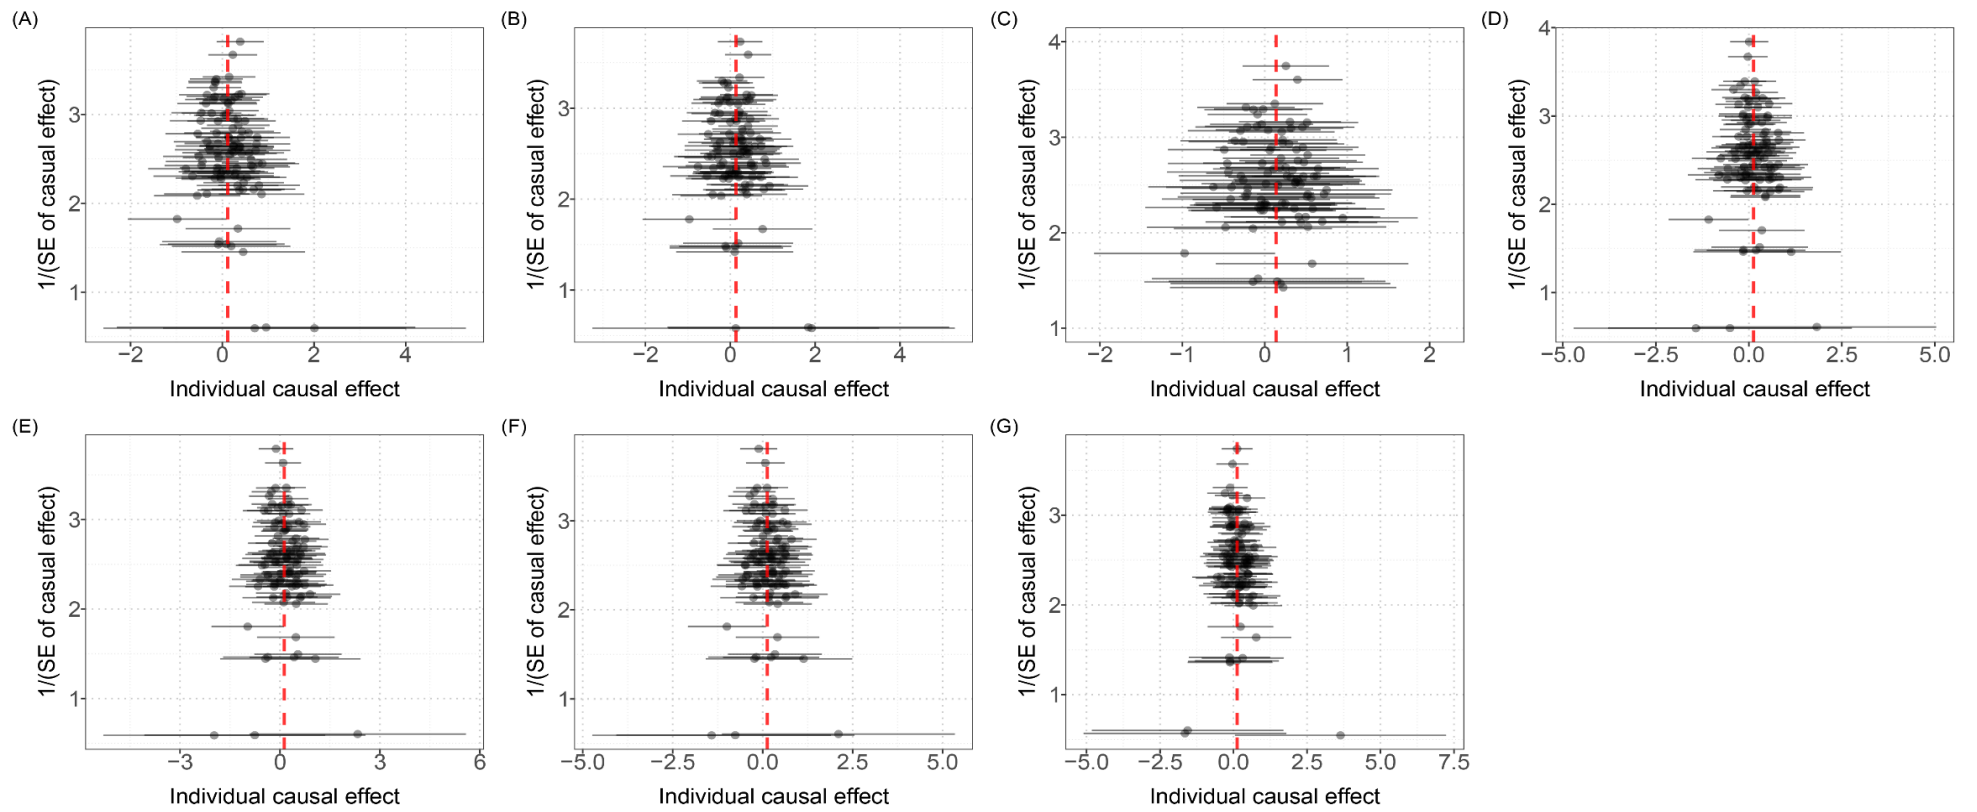 (A)
1/(SE of casual effect)
3
2
1
−2
0
2
4
Individual causal effect
(B)
1/(SE of casual effect)
3
2
1
−2
0
2
4
Individual causal effect
(C)
1/(SE of casual effect)
4
3
2
1
−2
−1
0
1
2
Individual causal effect
(D)
1/(SE of casual effect)
4
3
2
1
−5.0
−2.5
0.0
2.5
5.0
Individual causal effect
(E)
1/(SE of casual effect)
3
2
1
−3
0
3
6
Individual causal effect
(F)
1/(SE of casual effect)
3
2
1
−5.0
−2.5
0.0
2.5
5.0
Individual causal effect
(G)
1/(SE of casual effect)
3
2
1
−5.0
−2.5
0.0
2.5
5.0
7.5
Individual causal effect